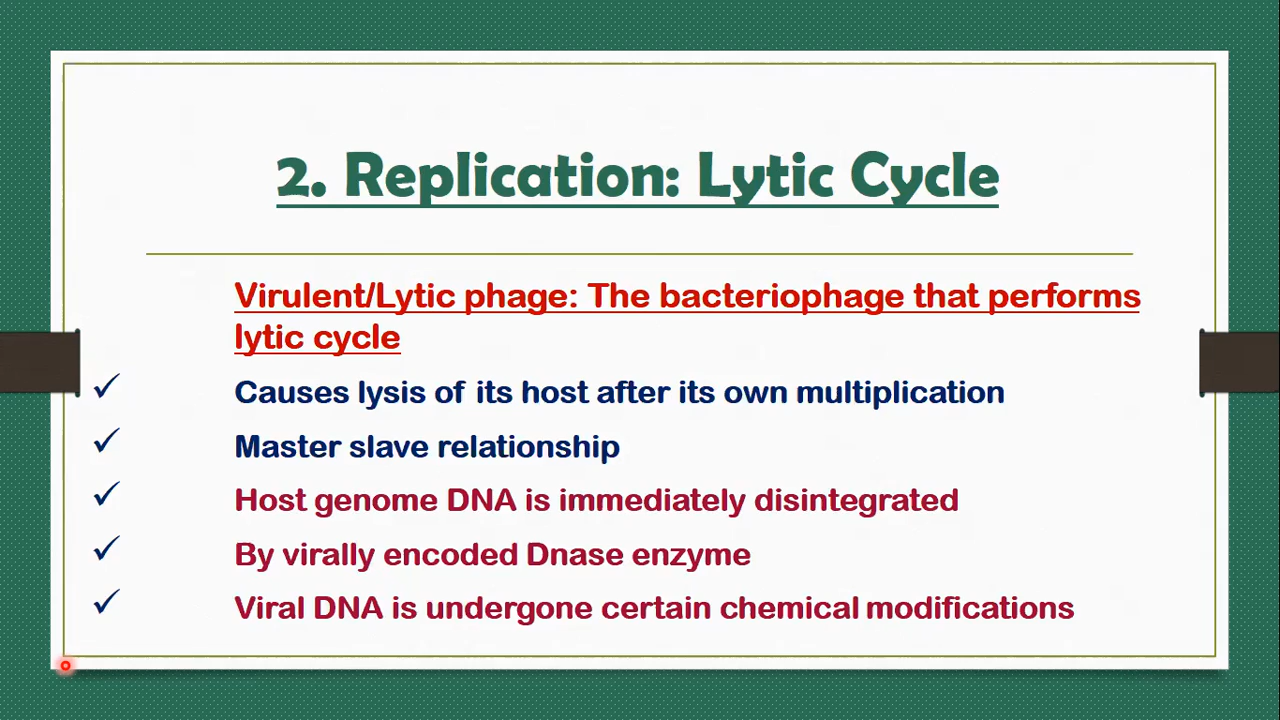 2. Replication: Lytic Cycle
Virulent/Lytic phage: The bacteriophage that performs
lytic cycle
✓ Causes lysis of its host after its own multiplication
✓ Master slave relationship
✓ Host genome DNA is immediately disintegrated
✓ By virally encoded Dnase enzyme
✓ Viral DNA is undergone certain chemical modifications